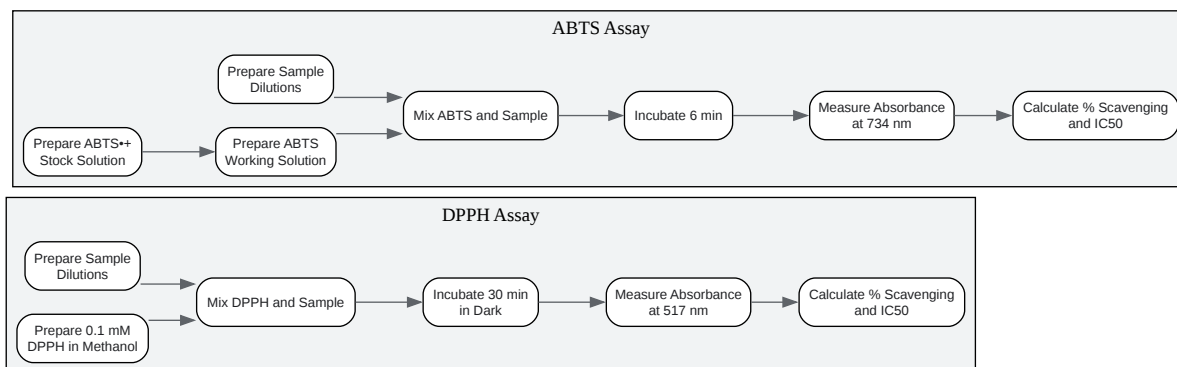 ABTS Assay
Prepare Sample
Dilutions
Prepare ABTS•+
Stock Solution
Prepare ABTS
Working Solution
Mix ABTS and Sample
Incubate 6 min
Measure Absorbance
at 734 nm
Calculate % Scavenging
and IC50
DPPH Assay
Prepare Sample
Dilutions
Prepare 0.1 mM
DPPH in Methanol
Mix DPPH and Sample
Incubate 30 min
in Dark
Measure Absorbance
at 517 nm
Calculate % Scavenging
and IC50